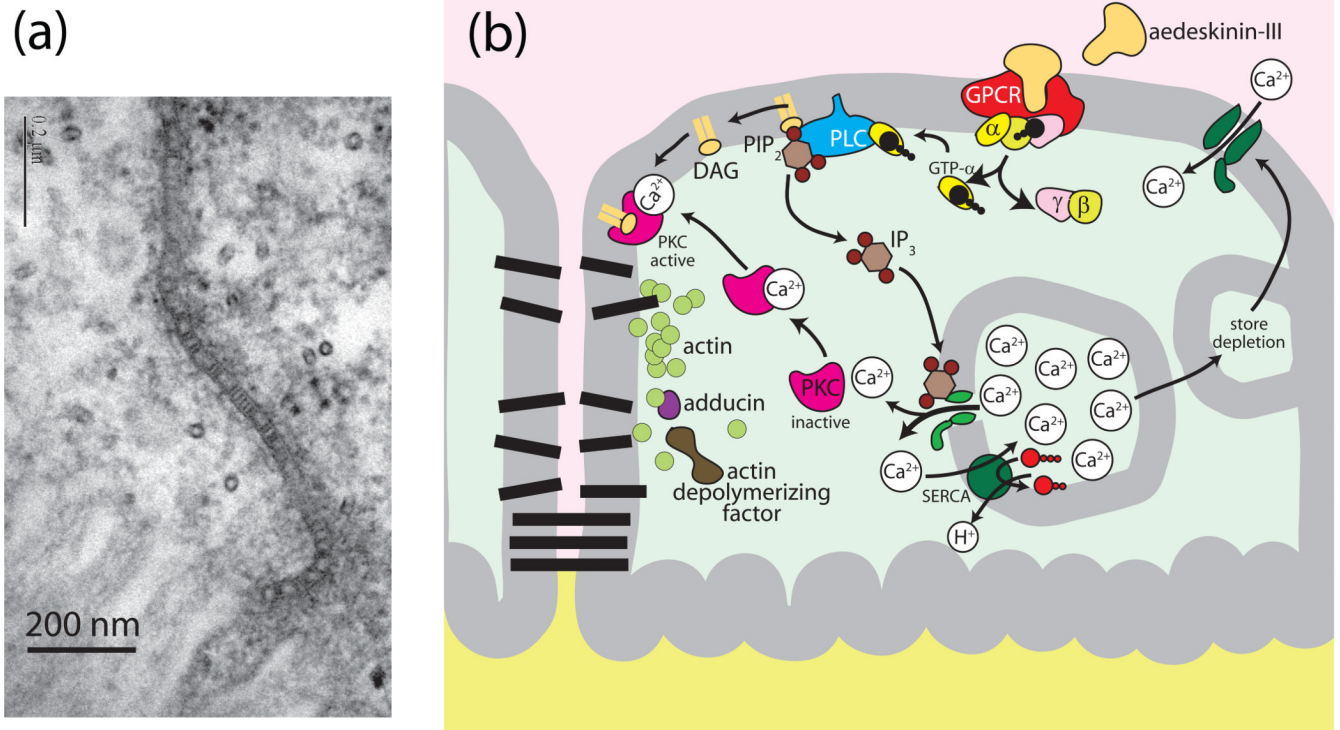 (a)
0.2 µm
200 nm
(b)
aedeskinin-III
Ca²⁺
GPCR
α
PLC
PIP₂
DAG
GTP-α
Ca²⁺
γ
β
Ca²⁺
PKC
active
IP₃
Ca²⁺
actin
store
depletion
Ca²⁺
Ca²⁺
Ca²⁺
PKC
Ca²⁺
Ca²⁺
Ca²⁺
inactive
adducin
Ca²⁺
Ca²⁺
Ca²⁺
actin
depolymerizing
factor
SERCA
H⁺